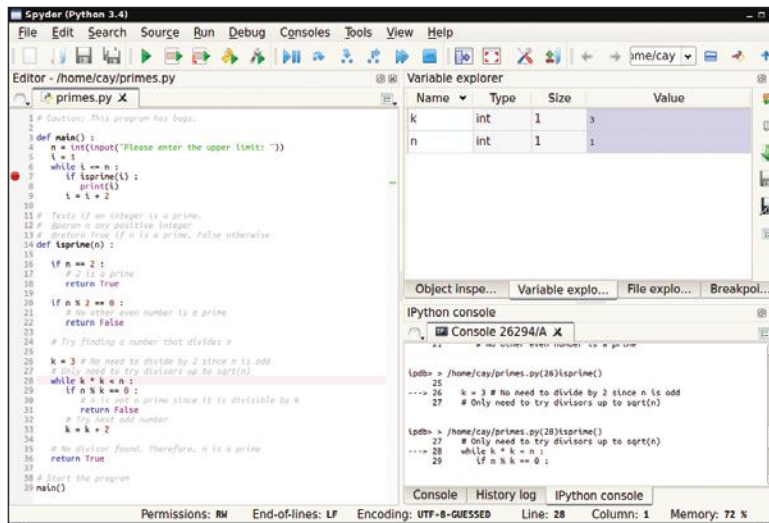 Spyder (Python 3.4)
File Edit Search Source Run Debug Consoles Tools View Help
me/cay
Editor - /home/cay/primes.py
primes.py X
1 # Caution: This program has bugs.
2
3 def main() :
4 n = int(input("Please enter the upper limit: "))
5 i = 1
6 while i <= n :
7 if isprime(i) :
8 print(i)
9 i = i + 2
10
11 # Tests if an integer is a prime.
12 # @param n any positive integer
13 # @return True if n is a prime, False otherwise
14 def isprime(n) :
15
16 if n == 2 :
17 # 2 is a prime
18 return True
19
20 if n % 2 == 0 :
21 # No other even number is a prime
22 return False
23
24 # Try finding a number that divides n
25
26 k = 3 # No need to divide by 2 since n is odd
27 # Only need to try divisors up to sqrt(n)
28 while k * k < n :
29 if n % k == 0 :
30 # n is not a prime since it is divisible by k
31 return False
32 # Try next odd number
33 k = k + 2
34
35 # No divisor found. Therefore, n is a prime
36 return True
37
38 # Start the program
39 main()
Variable explorer
Name Type Size Value
k int 1 3
n int 1 1
Object inspe... Variable explo... File explo... Breakpoi...
IPython console
Console 26294/A X
21 # No other even number is a prime
ipdb> > /home/cay/primes.py(26)isprime()
25
---> 26 k = 3 # No need to divide by 2 since n is odd
27 # Only need to try divisors up to sqrt(n)
ipdb> > /home/cay/primes.py(28)isprime()
27 # Only need to try divisors up to sqrt(n)
---> 28 while k * k < n :
29 if n % k == 0 :
Console History log IPython console
Permissions: RW End-of-lines: LF Encoding: UTF-8-GUESSED Line: 28 Column: 1 Memory: 72 %